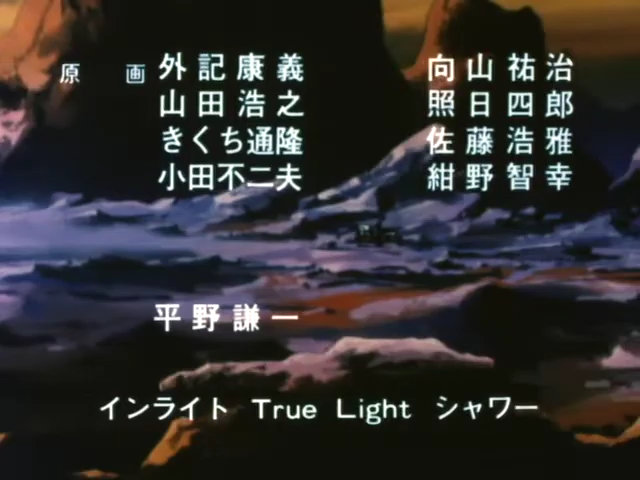 原 画 外記康義 向山祐治
山田浩之 照日四郎
きくち通隆 佐藤浩雅
小田不二夫 紺野智幸
平野謙一
インライト True Light シャワー